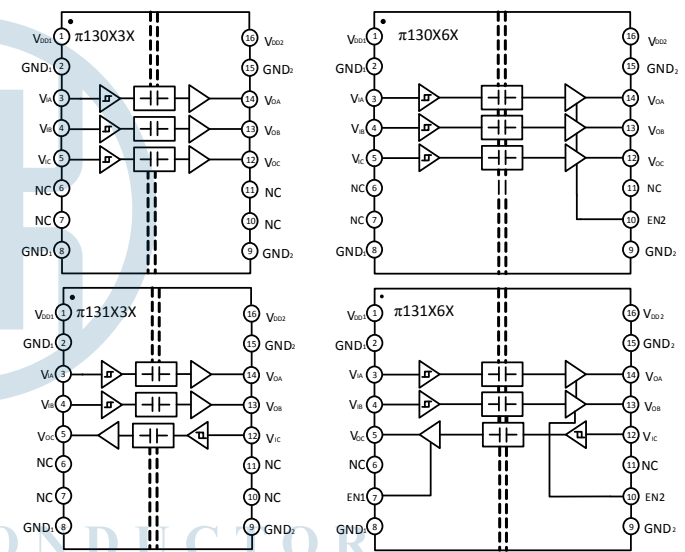 π130X3X
VDD1 1 16 VDD2
GND1 2 15 GND2
VIA 3 14 VOA
VIB 4 13 VOB
VIC 5 12 VOC
NC 6 11 NC
NC 7 10 NC
GND1 8 9 GND2
π130X6X
VDD1 1 16 VDD2
GND1 2 15 GND2
VIA 3 14 VOA
VIB 4 13 VOB
VIC 5 12 VOC
NC 6 11 NC
NC 7 10 EN2
GND1 8 9 GND2
π131X3X
VDD1 1 16 VDD2
GND1 2 15 GND2
VIA 3 14 VOA
VIB 4 13 VOB
VOC 5 12 VIC
NC 6 11 NC
NC 7 10 NC
GND1 8 9 GND2
π131X6X
VDD1 1 16 VDD2
GND1 2 15 GND2
VIA 3 14 VOA
VIB 4 13 VOB
VOC 5 12 VIC
NC 6 11 NC
EN1 7 10 EN2
GND1 8 9 GND2
ONDUCTOR